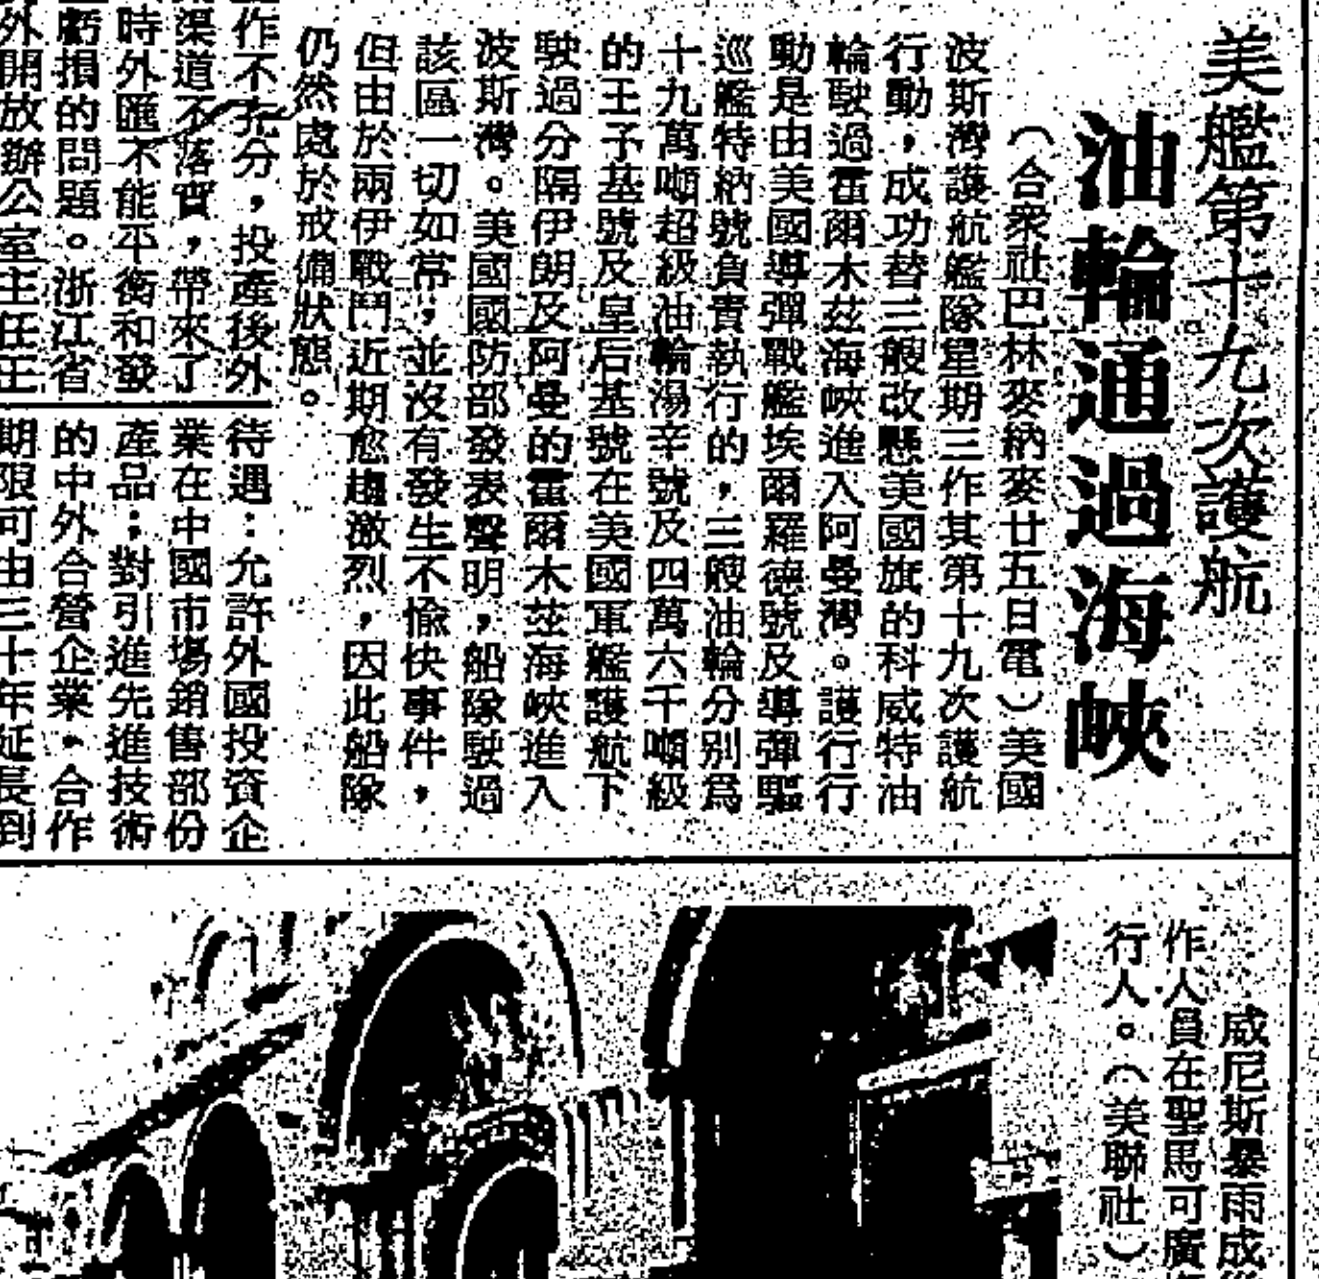 美艦第十九次護航
油輪通過海峽
（合衆社巴林麥納麥廿五日電）美國
波斯灣護航艦隊星期三作其第十九次護航
行動，成功替三艘改懸美國旗的科威特油
輪駛過霍爾木茲海峽進入阿曼灣。護行行
動是由美國導彈戰艦埃爾羅德號及導彈驅
巡艦特納號負責執行的，三艘油輪分别爲
十九萬噸超級油輪湯辛號及四萬六千噸級
的王予基號及皇后基號在美國軍艦護航下
駛過分隔伊朗及阿曼的霍爾木茲海峽進入
波斯灣。美國國防部發表聲明，船隊駛過
該區一切如常，並沒有發生不愉快事件，
但由於兩伊戰鬥近期愈趨激烈，因此船隊
仍然處於戒備狀態。
作不充分，投產後外
渠道不落實，帶來了
時外匯不能平衡和發
虧損的問題。浙江省
外開放辦公室主任王
待遇：允許外國投資企
業在中國市場銷售部份
產品；對引進先進技術
的中外合營企業，合作
期限可由三十年延長到
威尼斯暴雨成
作人員在聖馬可廣
行人。（美聯社）